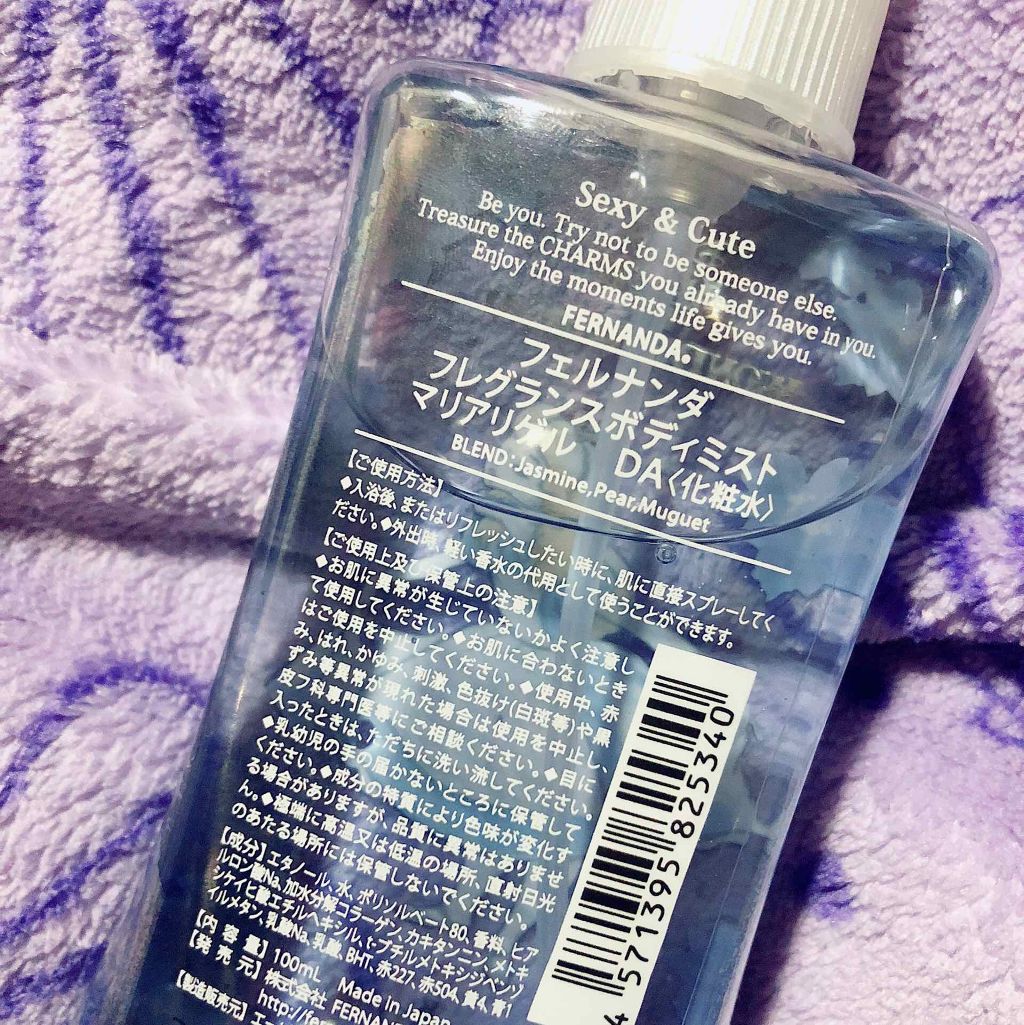 Sexy & Cute
Be you. Try not to be someone else.
Treasure the CHARMS you already have in you.
Enjoy the moments life gives you.
FERNANDA.
フェルナンダ
フレグランスボディミスト
マリアリゲル DA〈化粧水〉
BLEND:Jasmine,Pear,Muguet
【ご使用方法】
◆入浴後、またはリフレッシュしたい時に、肌に直接スプレーしてく
ださい。◆外出時、軽い香水の代用として使うことができます。
【ご使用上及び保管上の注意】
◆お肌に異常が生じていないかよく注意し
て使用してください。◆お肌に合わないとき
はご使用を中止してください。◆使用中、赤
み、はれ、かゆみ、刺激、色抜け(白斑等)や黒
ずみ等異常が現れた場合は使用を中止し、
皮フ科専門医等にご相談ください。◆目に
入ったときは、ただちに洗い流してください。
◆乳幼児の手の届かないところに保管して
ください。◆成分の特質により色味が変化す
る場合がありますが、品質に異常はありませ
ん。◆極端に高温又は低温の場所、直射日光
のあたる場所には保管しないでください。
【成分】エタノール、水、ポリソルベート80、香料、ヒア
ルロン酸Na、加水分解コラーゲン、カキタンニン、メトキ
シケイヒ酸エチルヘキシル、t-ブチルメトキシジベンゾ
イルメタン、乳酸Na、乳酸、BHT、赤227、赤504、黄4、青1
【内容量】100mL Made in Japan
【発売元】株式会社 FERNANDA
http://fer
【製造販売元】エー
4 571395 825340